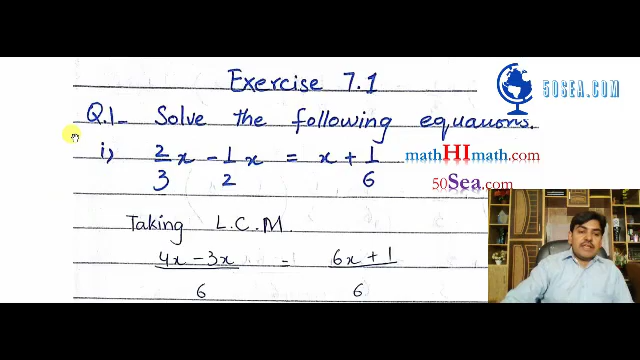 Exercise 7.1
50SEA.COM
Q.1- Solve the following equations.
i) 2/3 x - 1/2 x = x + 1/6
mathHImath.com
50Sea.com
Taking L.C.M
4x - 3x / 6 = 6x + 1 / 6